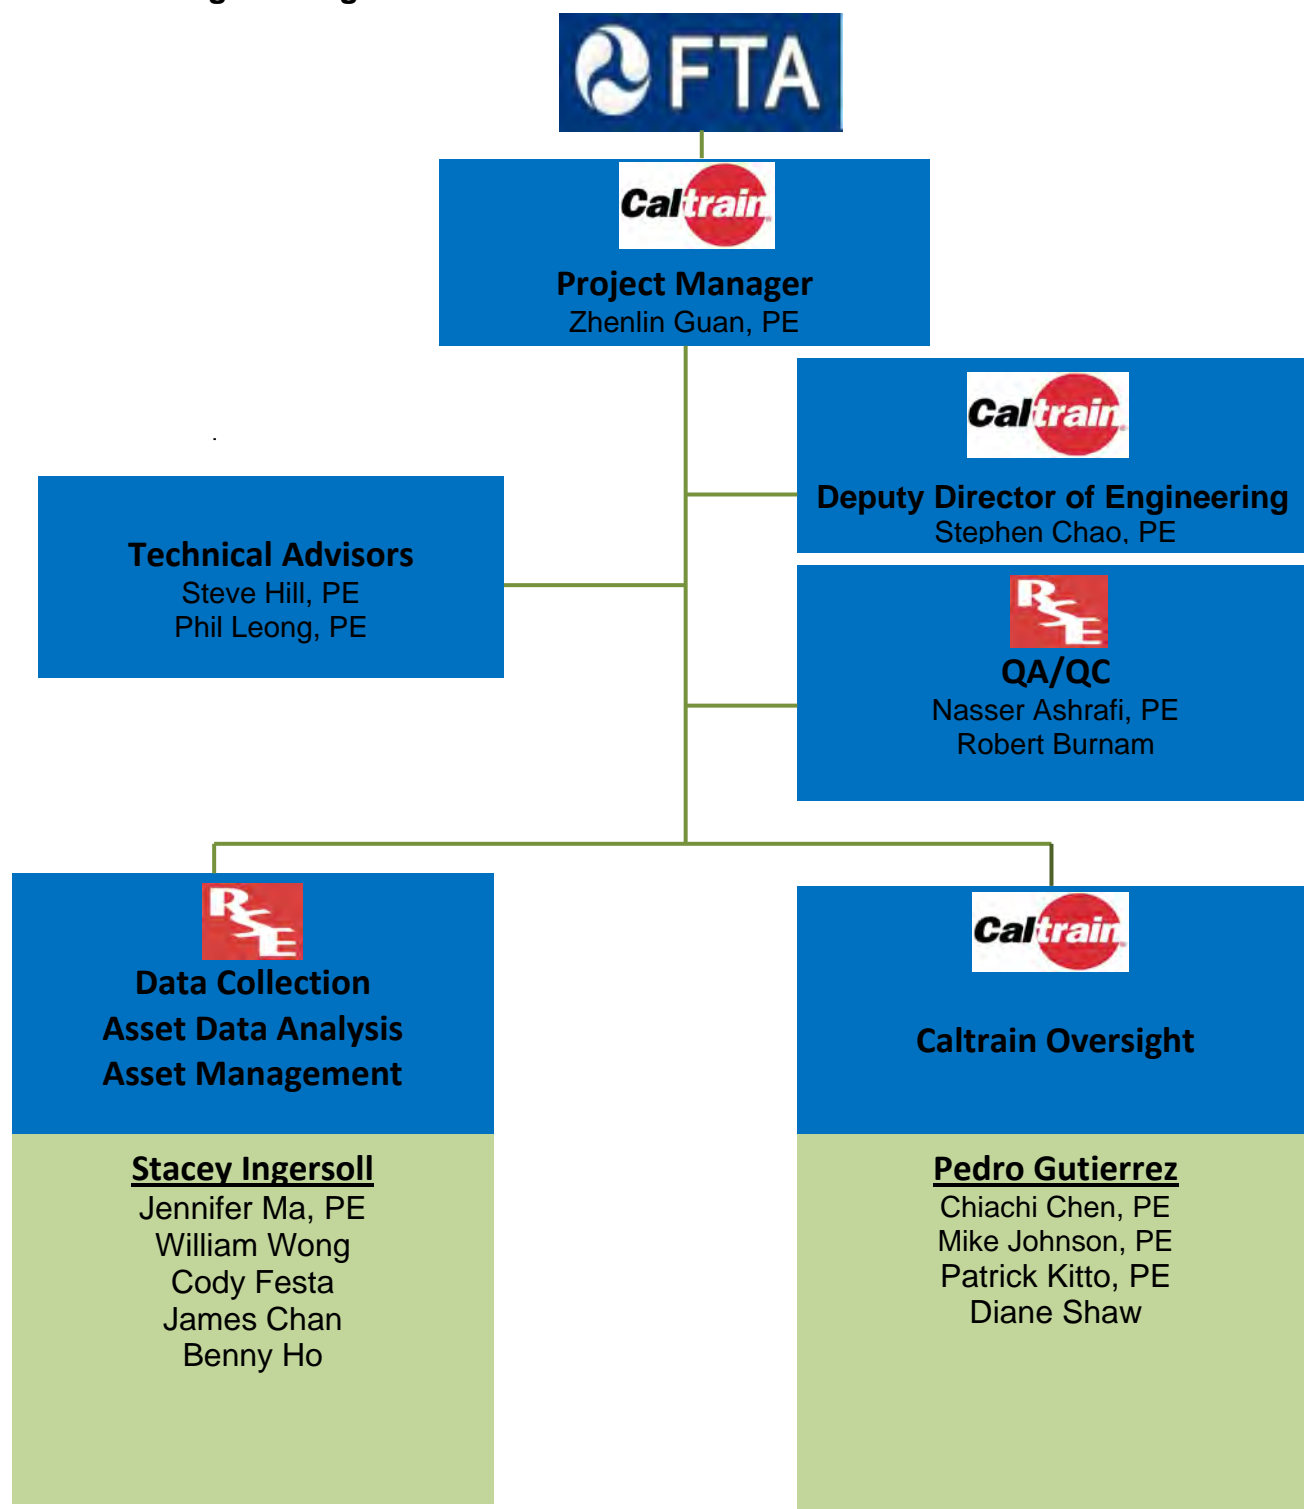 FTA
Caltrain
Project Manager
Zhenlin Guan, PE
Caltrain
Deputy Director of Engineering
Stephen Chao, PE
Technical Advisors
Steve Hill, PE
Phil Leong, PE
RSE
QA/QC
Nasser Ashrafi, PE
Robert Burnam
RSE
Data Collection
Asset Data Analysis
Asset Management
Stacey Ingersoll
Jennifer Ma, PE
William Wong
Cody Festa
James Chan
Benny Ho
Caltrain
Caltrain Oversight
Pedro Gutierrez
Chiachi Chen, PE
Mike Johnson, PE
Patrick Kitto, PE
Diane Shaw